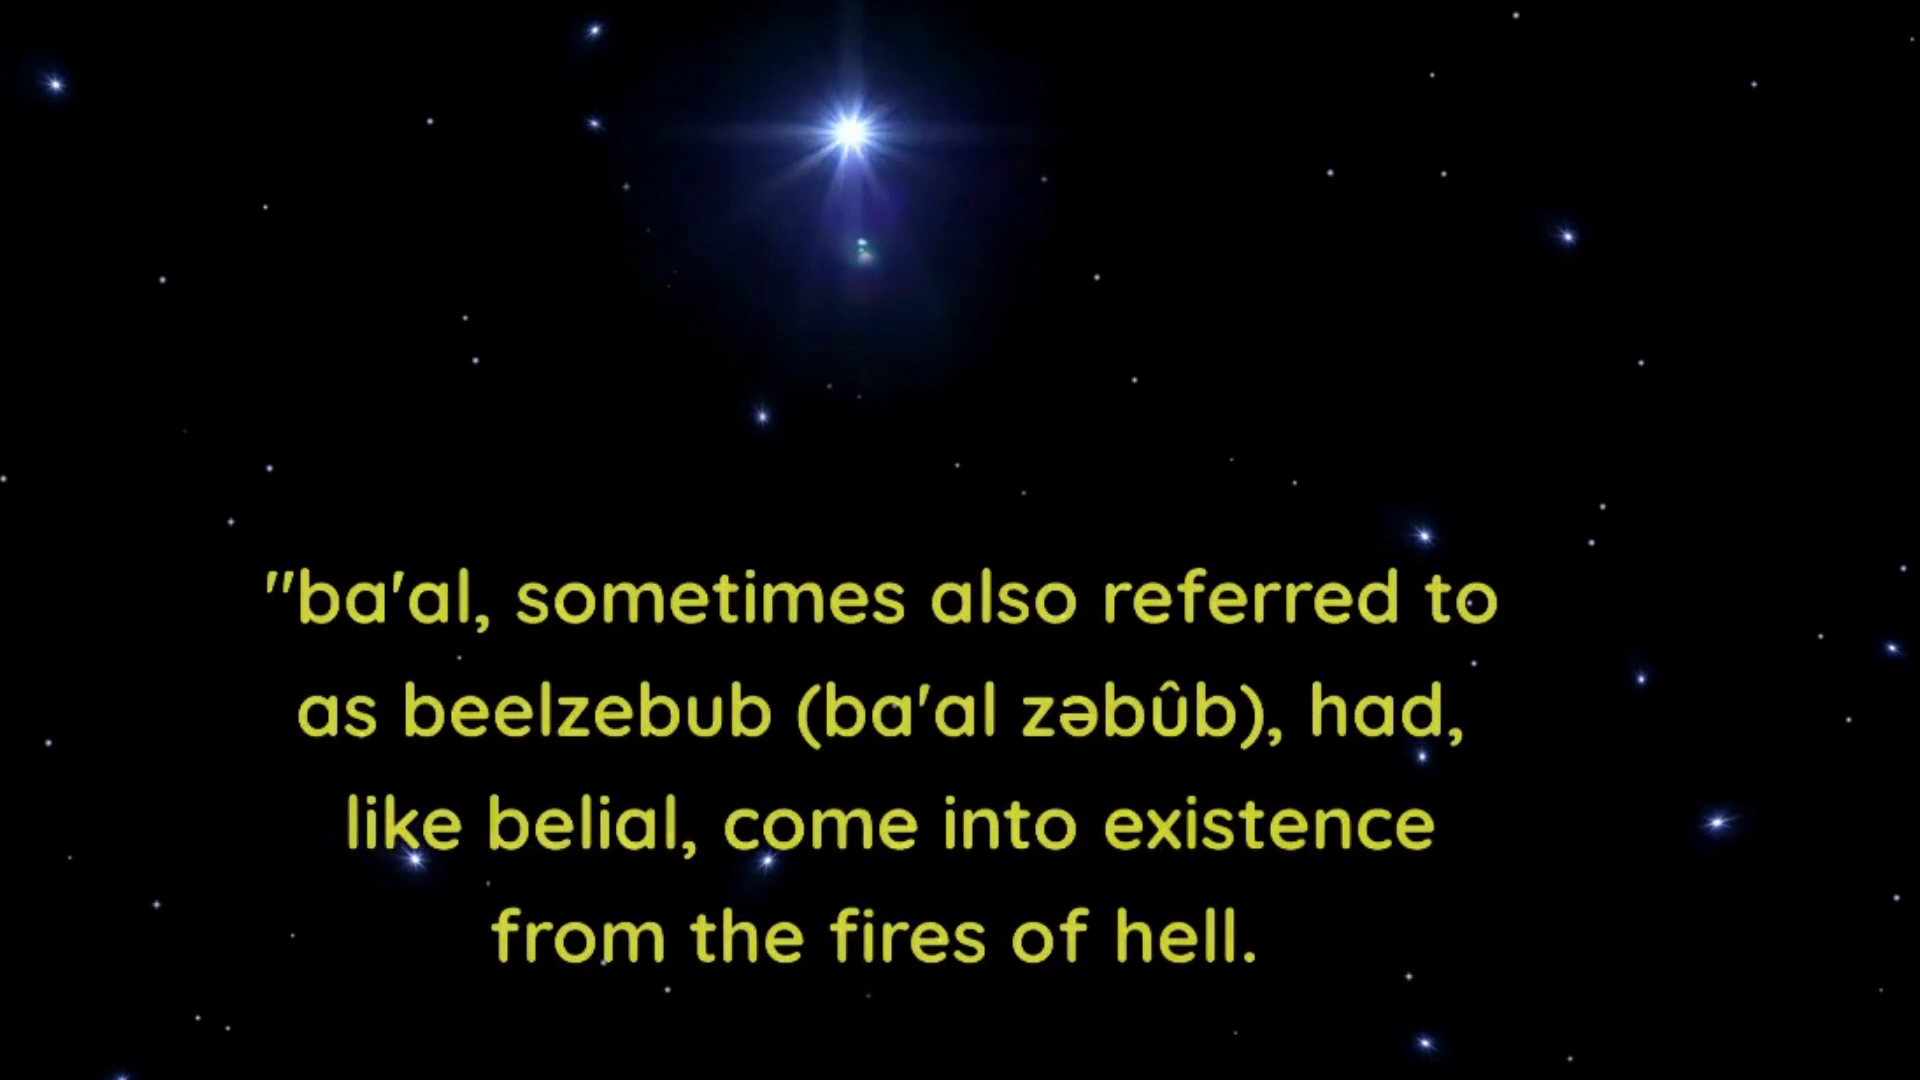 "ba'al, sometimes also referred to
as beelzebub (ba'al zəbûb), had,
like belial, come into existence
from the fires of hell.